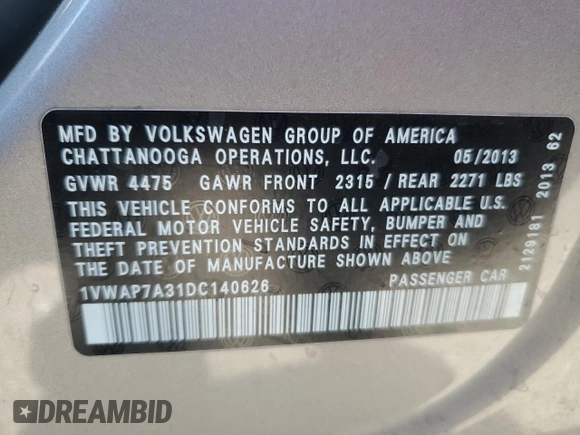 MFD BY VOLKSWAGEN GROUP OF AMERICA
CHATTANOOGA OPERATIONS, LLC. 05/2013
GVWR 4475 GAWR FRONT 2315/REAR 2271 LBS
THIS VEHICLE CONFORMS TO ALL APPLICABLE U.S.
FEDERAL MOTOR VEHICLE SAFETY, BUMPER AND
THEFT PREVENTION STANDARDS IN EFFECT ON
THE DATE OF MANUFACTURE SHOWN ABOVE
1VWAP7A31DC140626 PASSENGER CAR
2129181 2013 62
DREAMBID